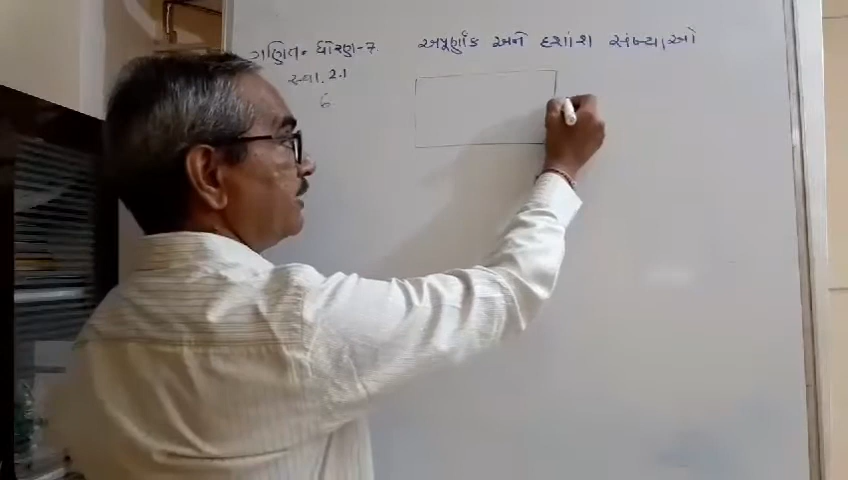 ગણિત - ધોરણ-7. અપૂર્ણાંક અને દશાંશ સંખ્યાઓ
સ્વા. 2.1
6